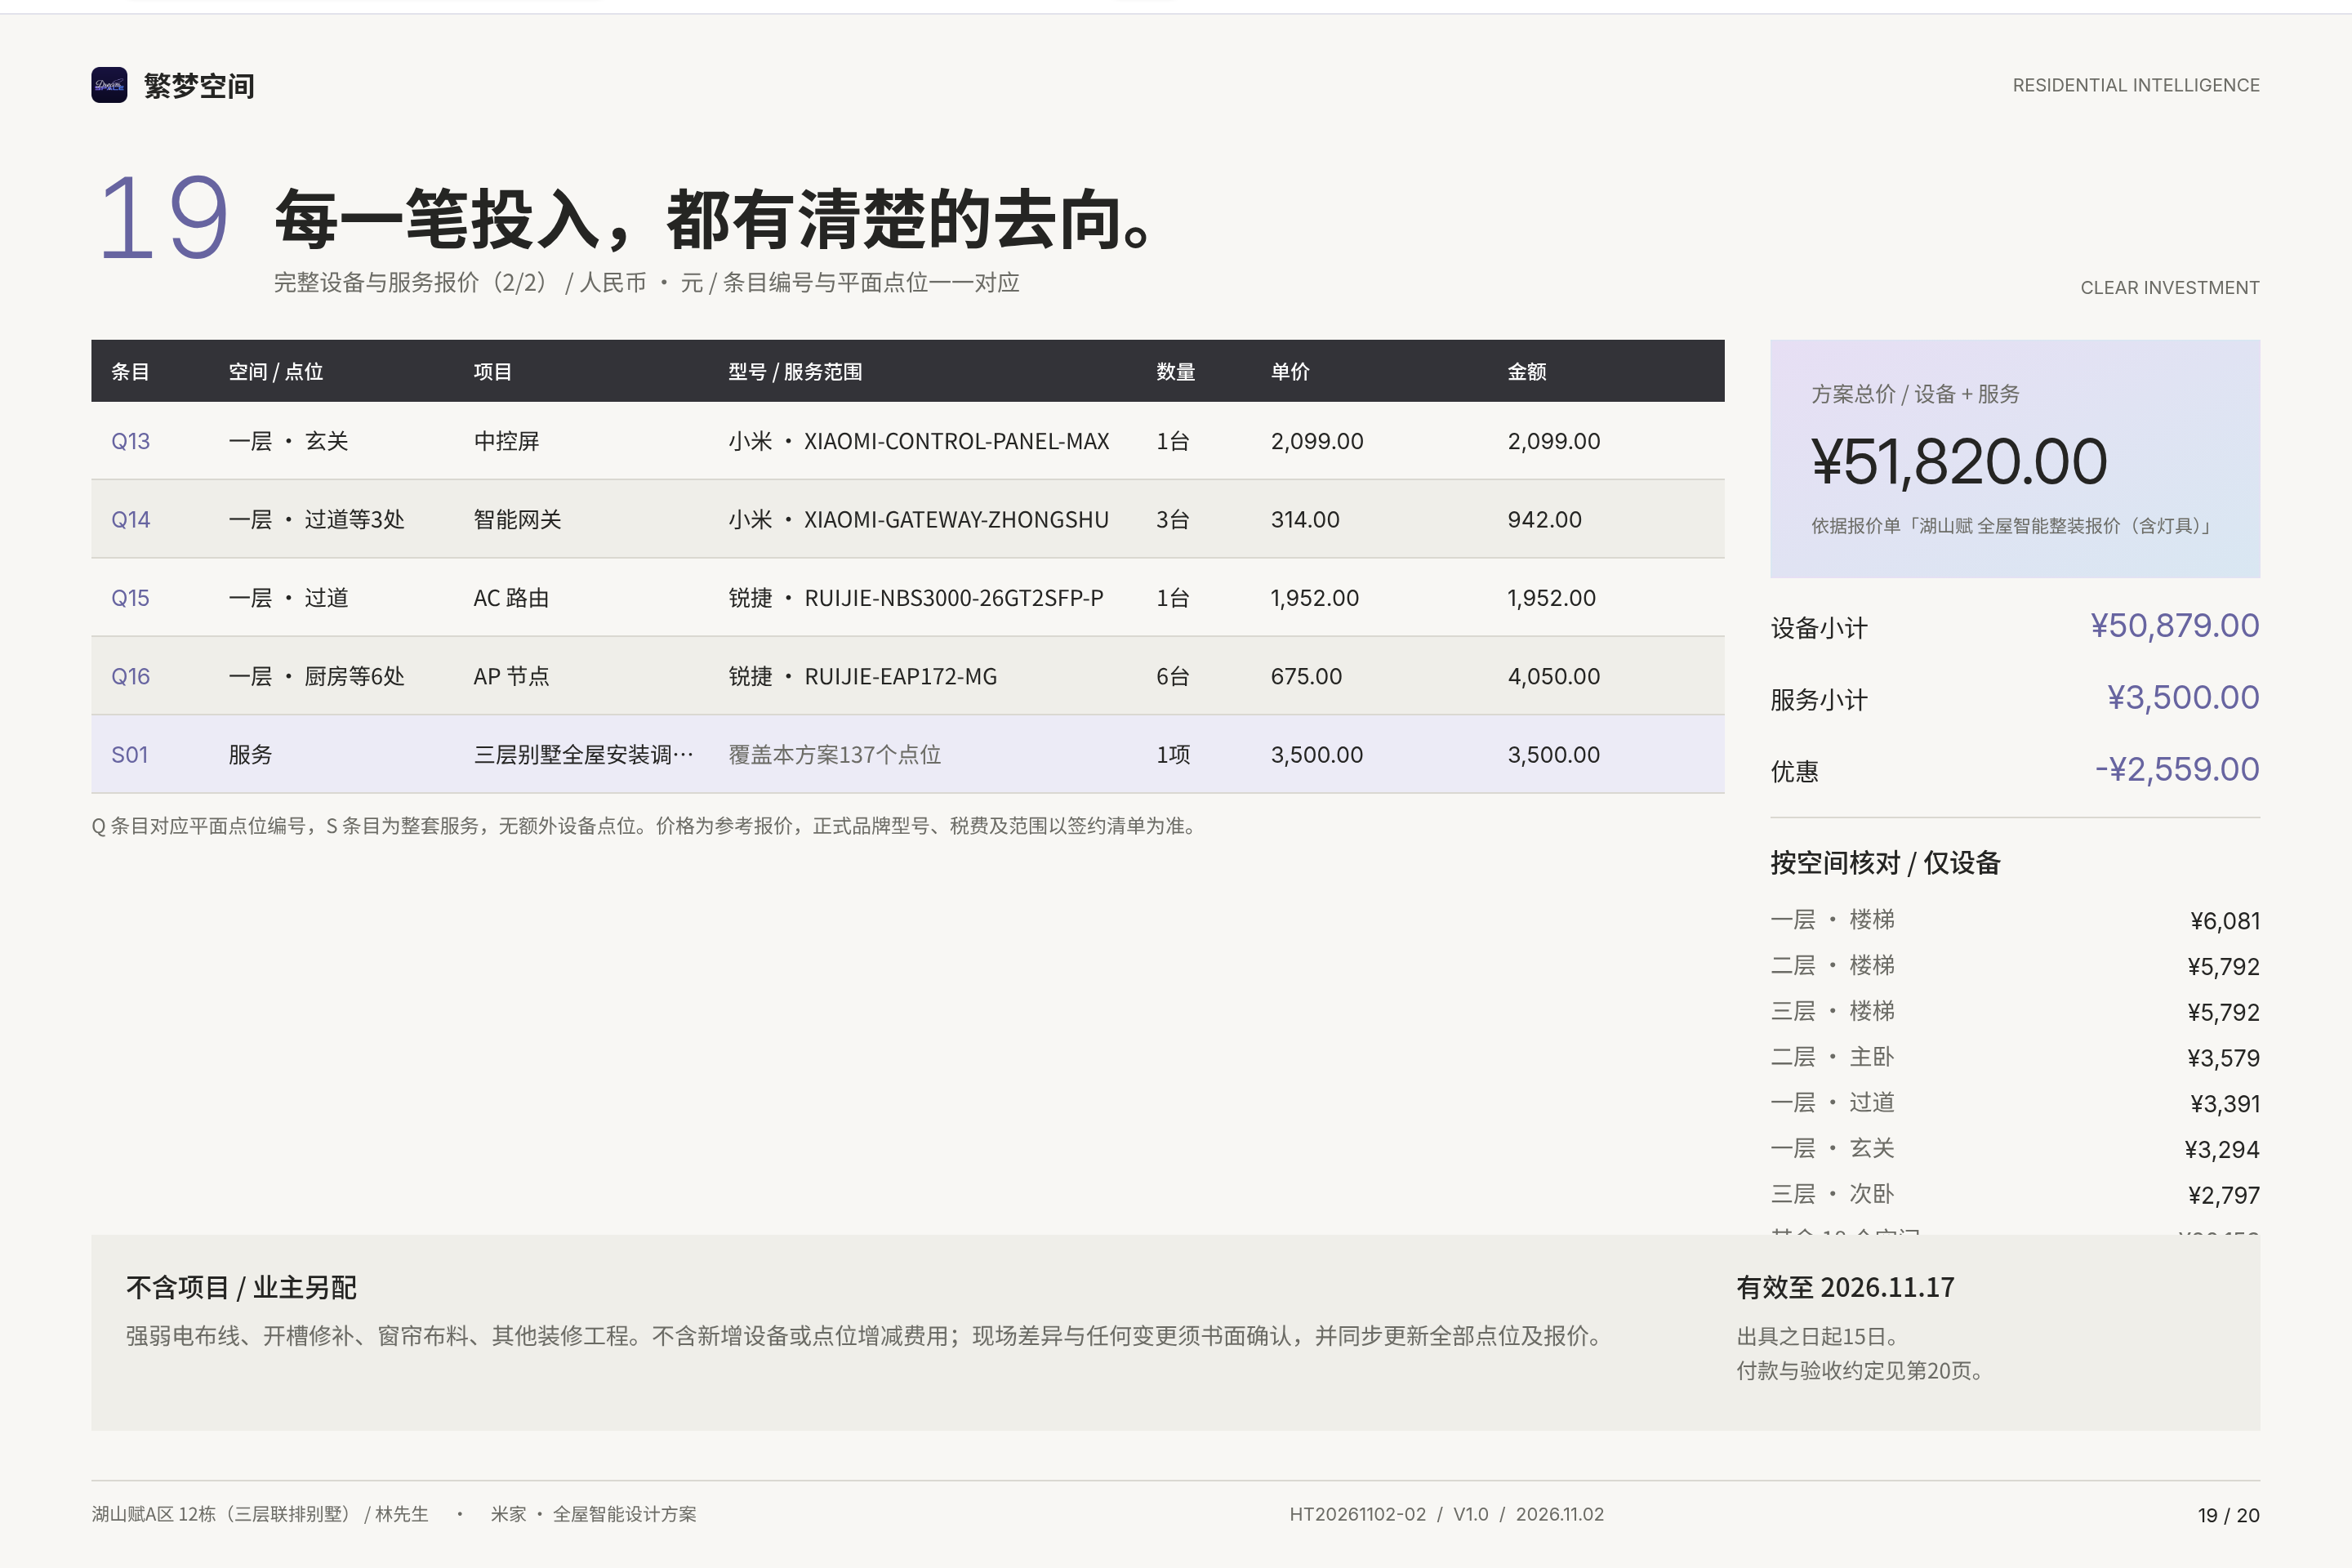 繁梦空间
RESIDENTIAL INTELLIGENCE
19 每一笔投入，都有清楚的去向。
完整设备与服务报价（2/2） / 人民币 · 元 / 条目编号与平面点位一一对应
CLEAR INVESTMENT
条目 空间 / 点位 项目 型号 / 服务范围 数量 单价 金额
Q13 一层 · 玄关 中控屏 小米 · XIAOMI-CONTROL-PANEL-MAX 1台 2,099.00 2,099.00
Q14 一层 · 过道等3处 智能网关 小米 · XIAOMI-GATEWAY-ZHONGSHU 3台 314.00 942.00
Q15 一层 · 过道 AC 路由 锐捷 · RUIJIE-NBS3000-26GT2SFP-P 1台 1,952.00 1,952.00
Q16 一层 · 厨房等6处 AP 节点 锐捷 · RUIJIE-EAP172-MG 6台 675.00 4,050.00
S01 服务 三层别墅全屋安装调… 覆盖本方案137个点位 1项 3,500.00 3,500.00
Q 条目对应平面点位编号，S 条目为整套服务，无额外设备点位。价格为参考报价，正式品牌型号、税费及范围以签约清单为准。
方案总价 / 设备 + 服务
¥51,820.00
依据报价单「湖山赋 全屋智能整装报价（含灯具）」
设备小计 ¥50,879.00
服务小计 ¥3,500.00
优惠 -¥2,559.00
按空间核对 / 仅设备
一层 · 楼梯 ¥6,081
二层 · 楼梯 ¥5,792
三层 · 楼梯 ¥5,792
二层 · 主卧 ¥3,579
一层 · 过道 ¥3,391
一层 · 玄关 ¥3,294
三层 · 次卧 ¥2,797
不含项目 / 业主另配
强弱电布线、开槽修补、窗帘布料、其他装修工程。不含新增设备或点位增减费用；现场差异与任何变更须书面确认，并同步更新全部点位及报价。
有效至 2026.11.17
出具之日起15日。
付款与验收约定见第20页。
湖山赋A区 12栋（三层联排别墅） / 林先生 · 米家 · 全屋智能设计方案
HT20261102-02 / V1.0 / 2026.11.02
19 / 20